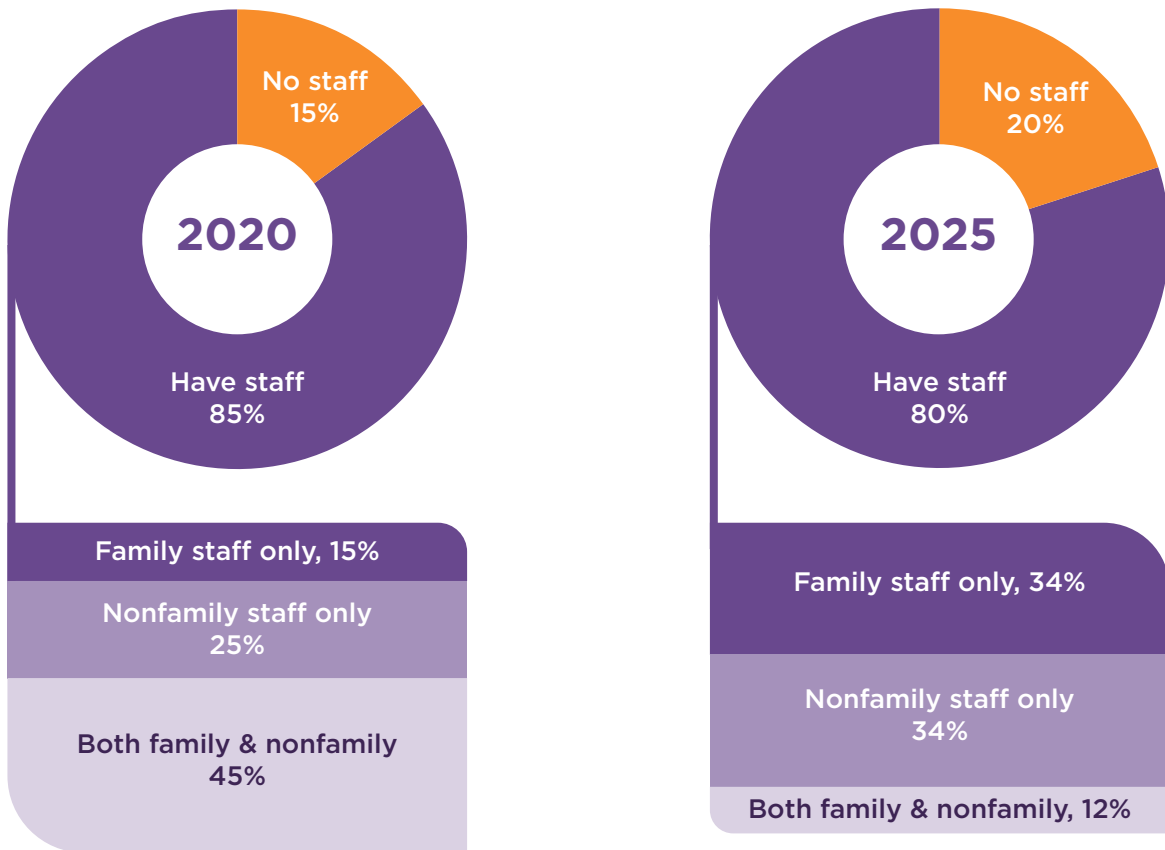 No staff
15%
2020
Have staff
85%
Family staff only, 15%
Nonfamily staff only
25%
Both family & nonfamily
45%
No staff
20%
2025
Have staff
80%
Family staff only, 34%
Nonfamily staff only
34%
Both family & nonfamily, 12%